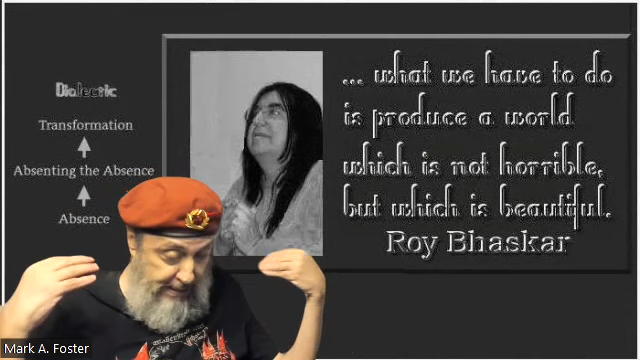 Dialectic
Transformation
Absenting the Absence
Absence
... what we have to do
is produce a world
which is not horrible,
but which is beautiful.
Roy Bhaskar
Mark A. Foster